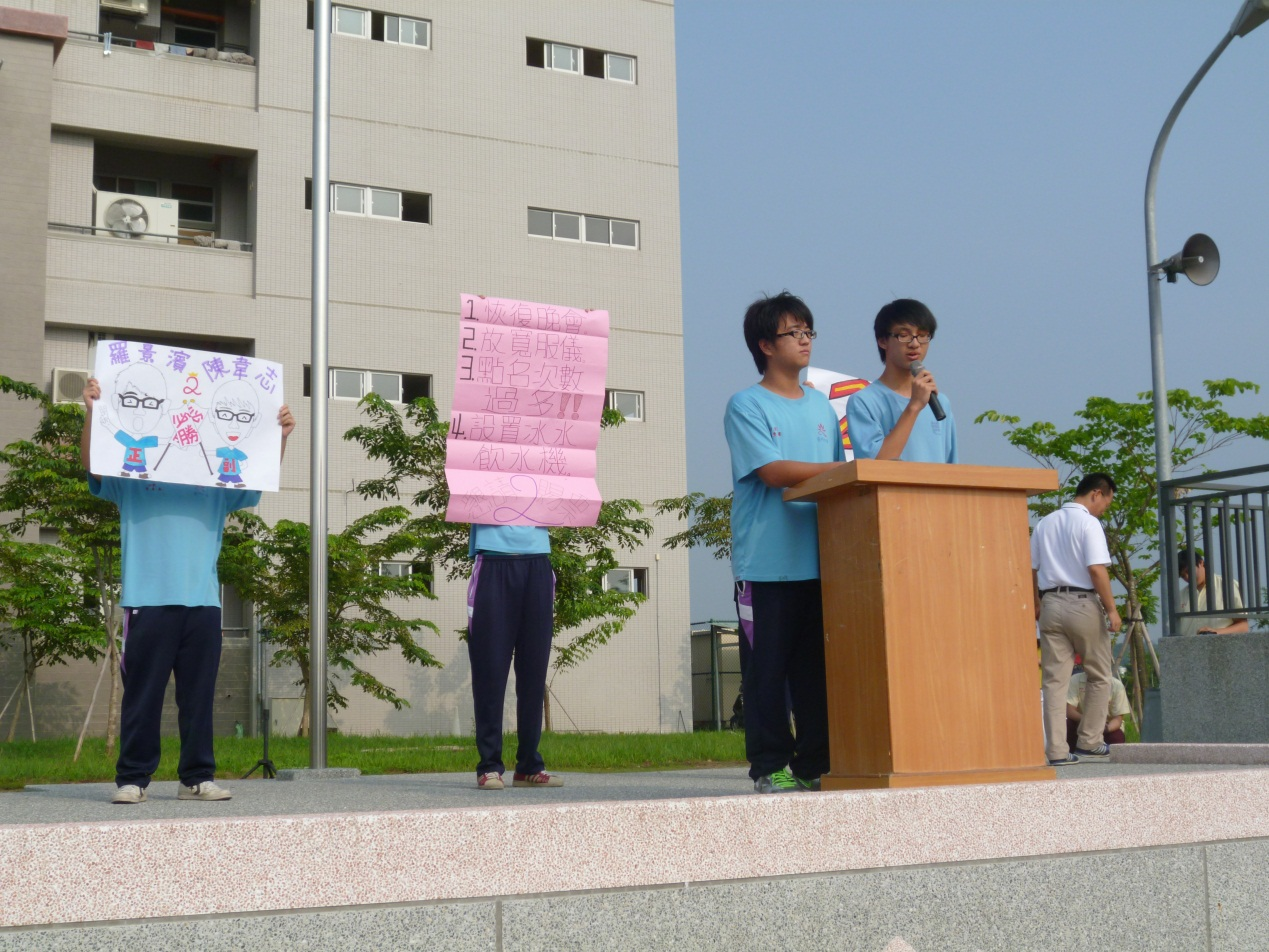 羅景濱 陳韋志
2
必勝
正
副
1.恢復晚會
2.放寬服儀
3.點名次數
過多!!
4.設置冰水
飲水機
2